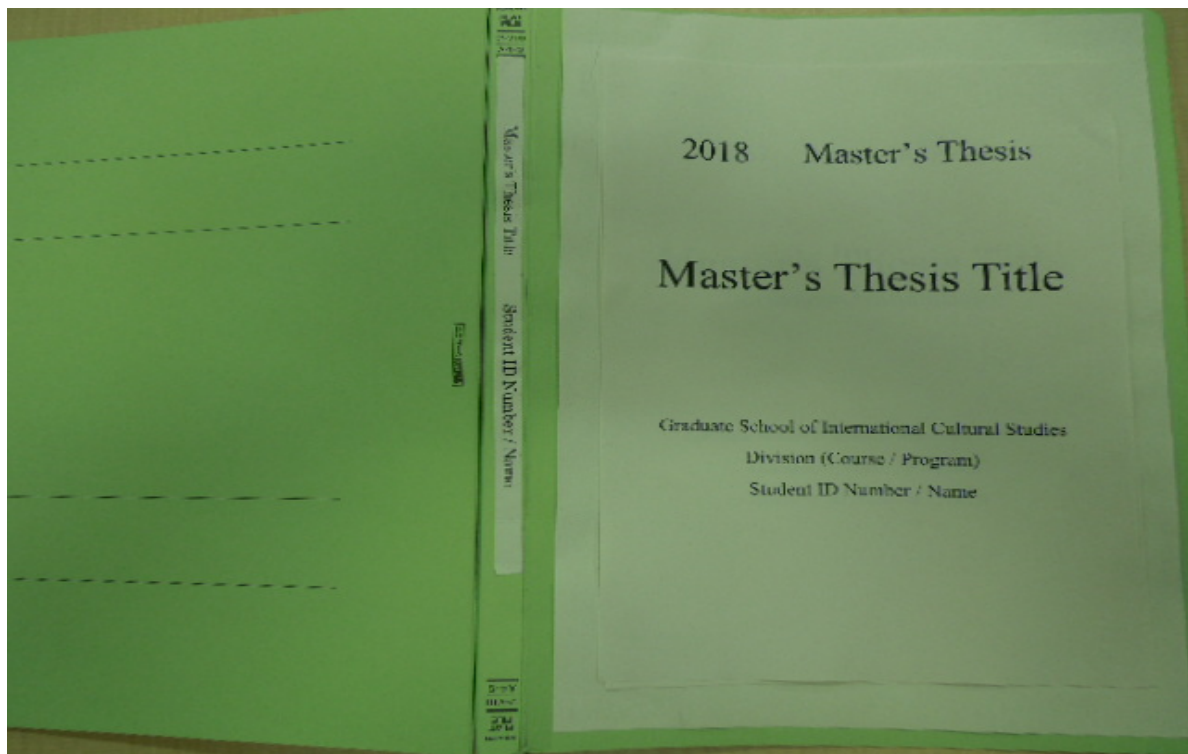 Master's Thesis Title Student ID Number / Name
2018 Master's Thesis
Master's Thesis Title
Graduate School of International Cultural Studies
Division (Course / Program)
Student ID Number / Name